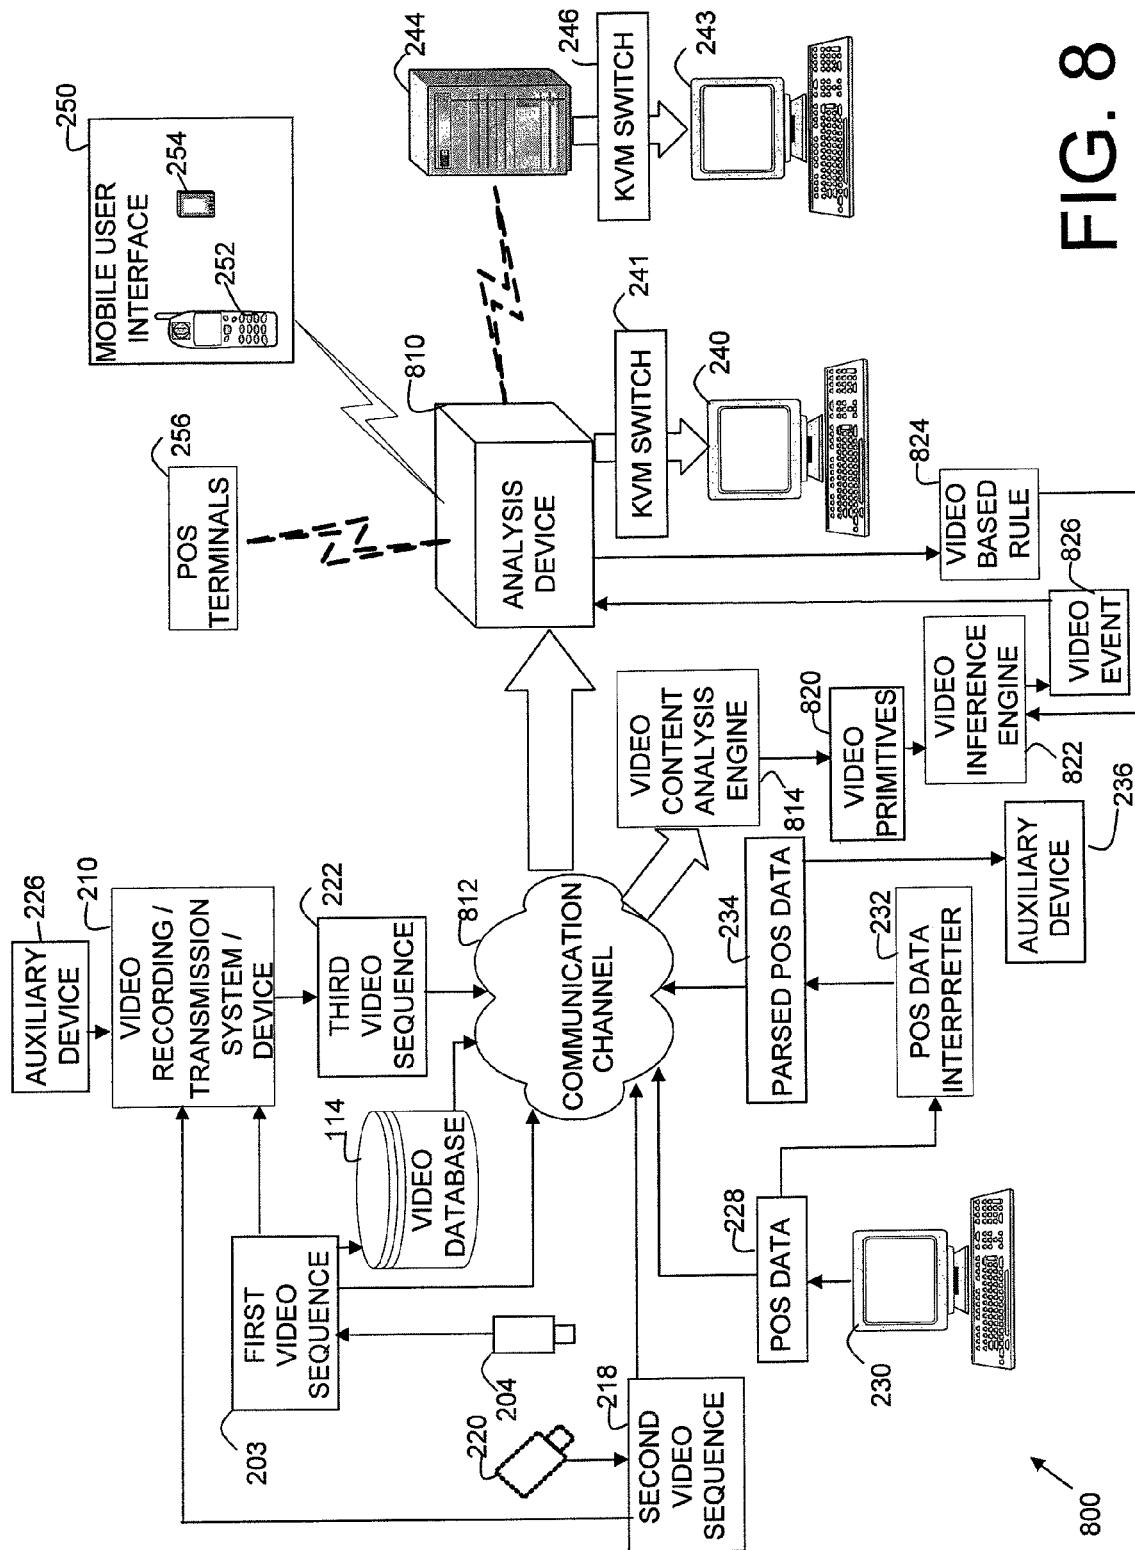 226
AUXILIARY
DEVICE
210
VIDEO
RECORDING /
TRANSMISSION
SYSTEM /
DEVICE
222
THIRD
VIDEO
SEQUENCE
114
VIDEO
DATABASE
FIRST
VIDEO
SEQUENCE
203
204
220
218
SECOND
VIDEO
SEQUENCE
812
COMMUNICATION
CHANNEL
228
POS DATA
230
232
POS DATA
INTERPRETER
234
PARSED POS DATA
AUXILIARY
DEVICE
236
VIDEO
CONTENT
ANALYSIS
ENGINE
814
820
VIDEO
PRIMITIVES
VIDEO
INFERENCE
ENGINE
822
VIDEO
EVENT
826
VIDEO
BASED
RULE
824
256
POS
TERMINALS
250
MOBILE USER
INTERFACE
252
254
810
ANALYSIS
DEVICE
241
KVM SWITCH
240
244
246
KVM SWITCH
243
800
FIG. 8